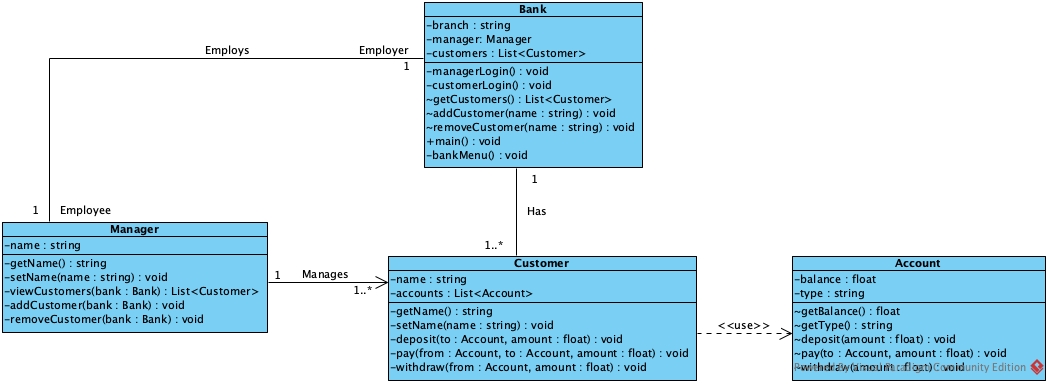 Bank
-branch : string
-manager: Manager
-customers : List<Customer>
-managerLogin() : void
-customerLogin() : void
~getCustomers() : List<Customer>
~addCustomer(name : string) : void
~removeCustomer(name : string) : void
+main() : void
-bankMenu() : void
Employs
Employer
1
1
Has
1..*
1
Employee
Manager
-name : string
-getName() : string
-setName(name : string) : void
-viewCustomers(bank : Bank) : List<Customer>
-addCustomer(bank : Bank) : void
-removeCustomer(bank : Bank) : void
1
Manages
1..*
Customer
-name : string
-accounts : List<Account>
-getName() : string
-setName(name : string) : void
-deposit(to : Account, amount : float) : void
-pay(from : Account, to : Account, amount : float) : void
-withdraw(from : Account, amount : float) : void
<<use>>
Account
-balance : float
-type : string
~getBalance() : float
~getType() : string
~deposit(amount : float) : void
~pay(to : Account, amount : float) : void
~withdraw(amount : float) : void
Powered By Visual Paradigm Community Edition